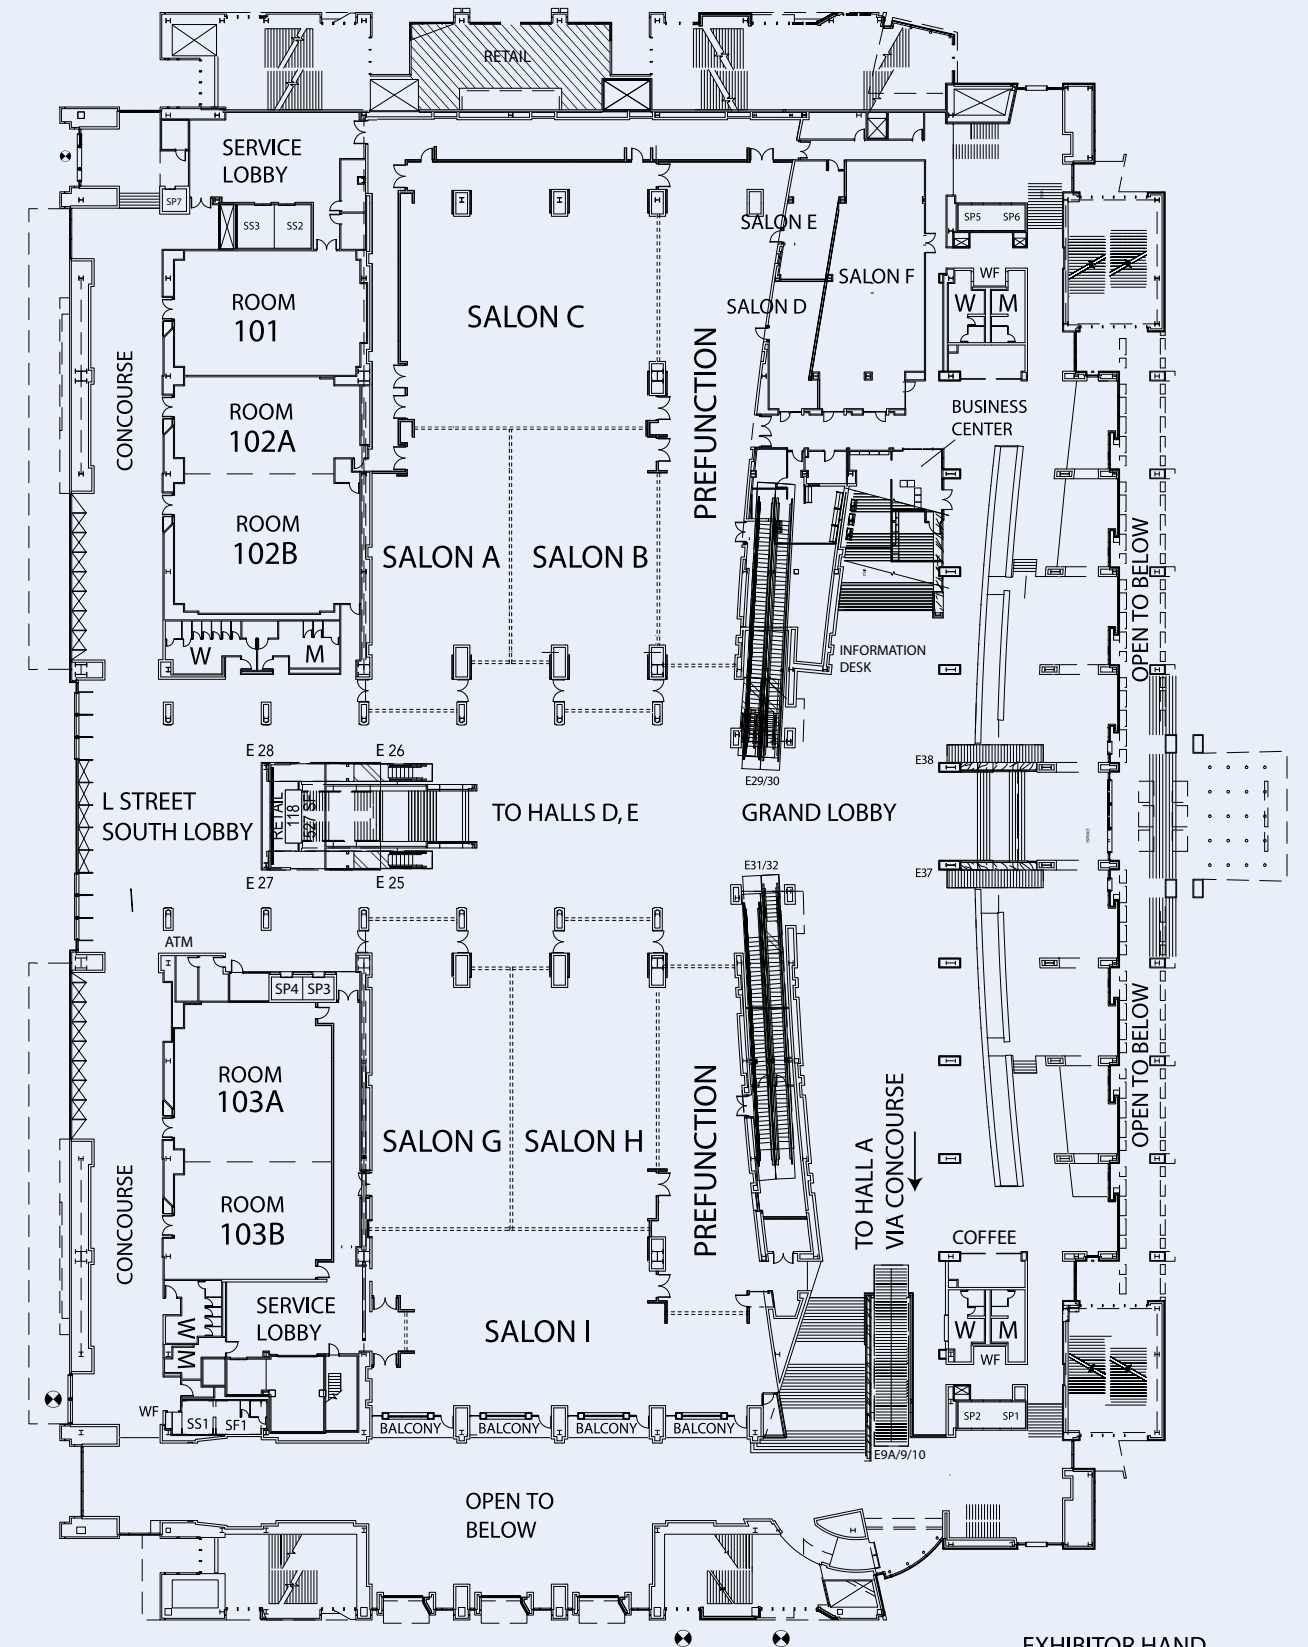 RETAIL
SERVICE
LOBBY
SP7
SS3
SS2
SALON E
SP5
SP6
SALON F
WF
W
M
ROOM
101
SALON C
SALON D
CONCOURSE
ROOM
102A
PREFUNCTION
BUSINESS
CENTER
ROOM
102B
SALON A
SALON B
OPEN TO BELOW
W
M
INFORMATION
DESK
E 28
E 26
E38
E29/30
L STREET
SOUTH LOBBY
RETAIL
118
527 SF
TO HALLS D, E
GRAND LOBBY
E 27
E 25
E31/32
E37
ATM
SP4
SP3
OPEN TO BELOW
ROOM
103A
SALON G
SALON H
PREFUNCTION
TO HALL A
VIA CONCOURSE
CONCOURSE
ROOM
103B
COFFEE
SERVICE
LOBBY
W
M
SALON I
W
M
WF
WF
SS1
SF1
BALCONY
BALCONY
BALCONY
BALCONY
SP2
SP1
E9A/9/10
OPEN TO
BELOW
EXHIBITOR HAND